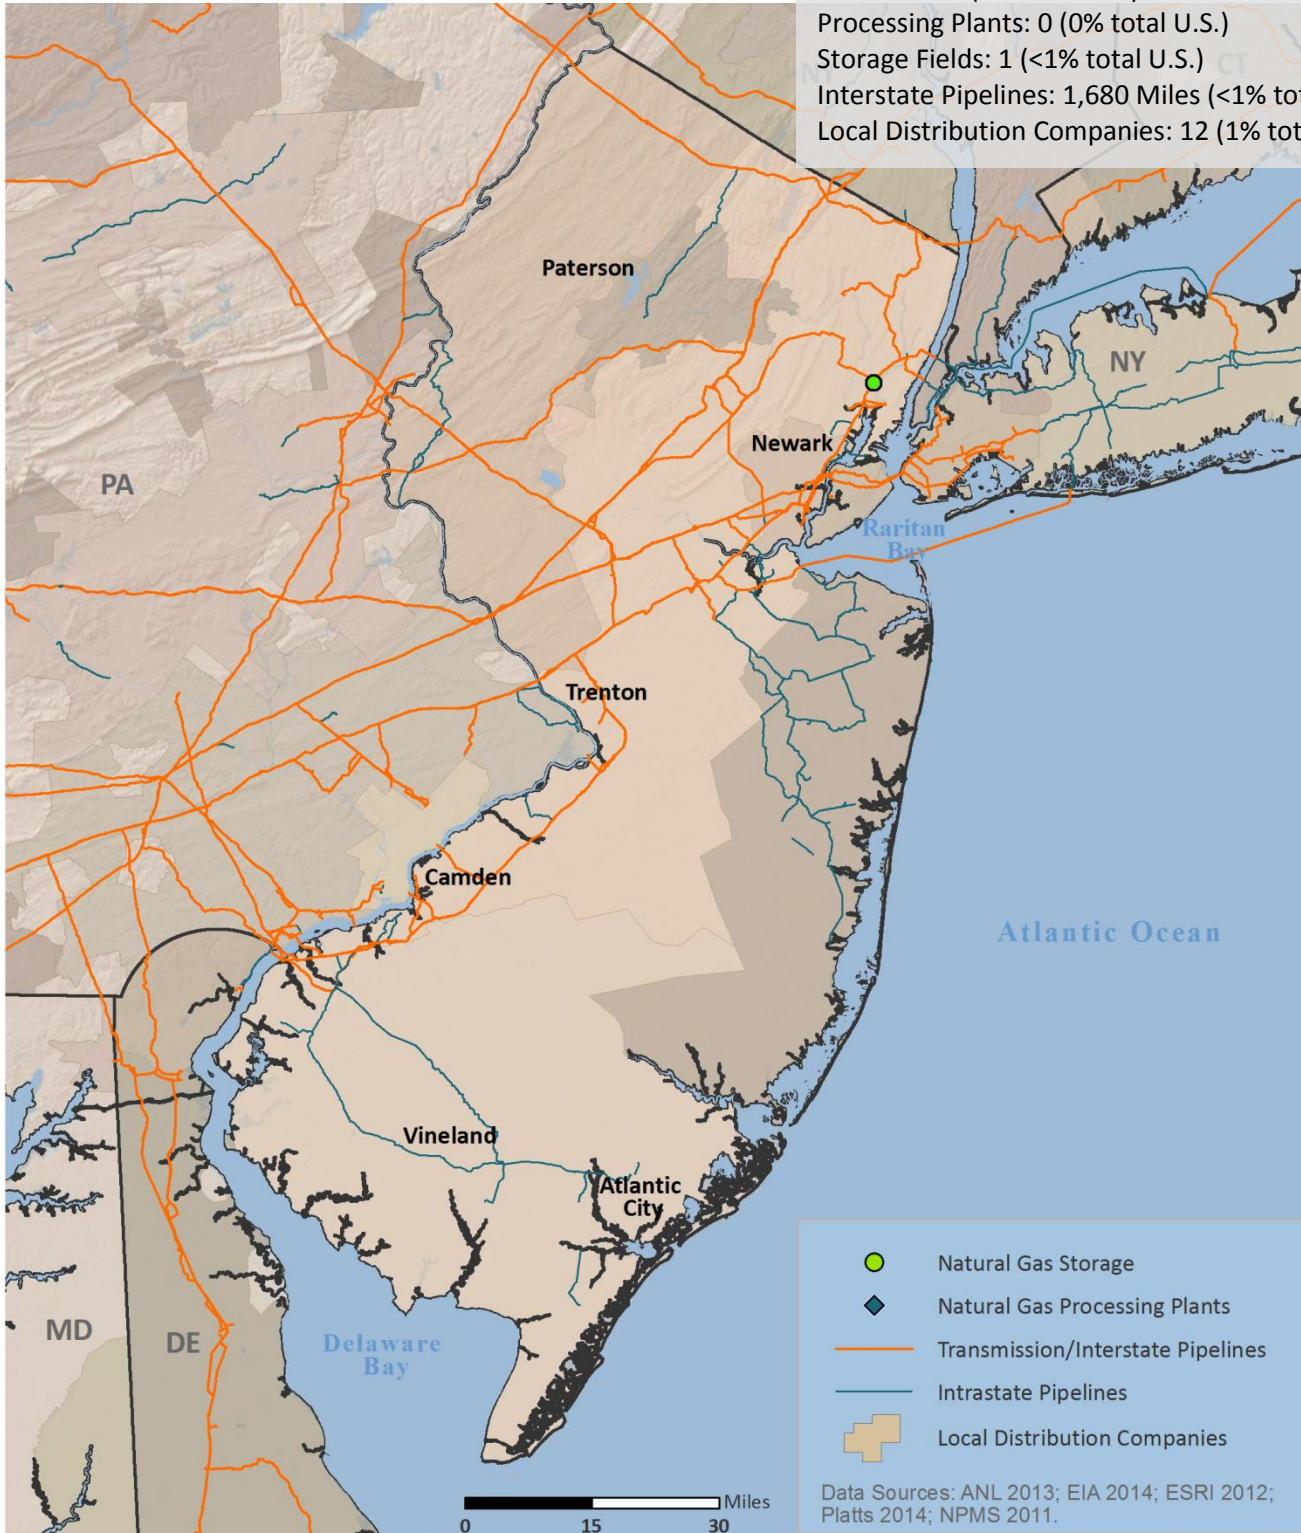 Processing Plants: 0 (0% total U.S.)
Storage Fields: 1 (<1% total U.S.)
NY
CT
Interstate Pipelines: 1,680 Miles (<1%
Local Distribution Companies: 12 (1%
Paterson
NY
Newark
PA
Raritan
Bay
Trenton
Camden
Atlantic Ocean
Vineland
Atlantic
City
Natural Gas Storage
Natural Gas Processing Plants
MD
DE
Delaware
Bay
Transmission/Interstate Pipelines
Intrastate Pipelines
Local Distribution Companies
Data Sources: ANL 2013; EIA 2014; ESRI 2012;
Platts 2014; NPMS 2011.
Miles
0 15 30